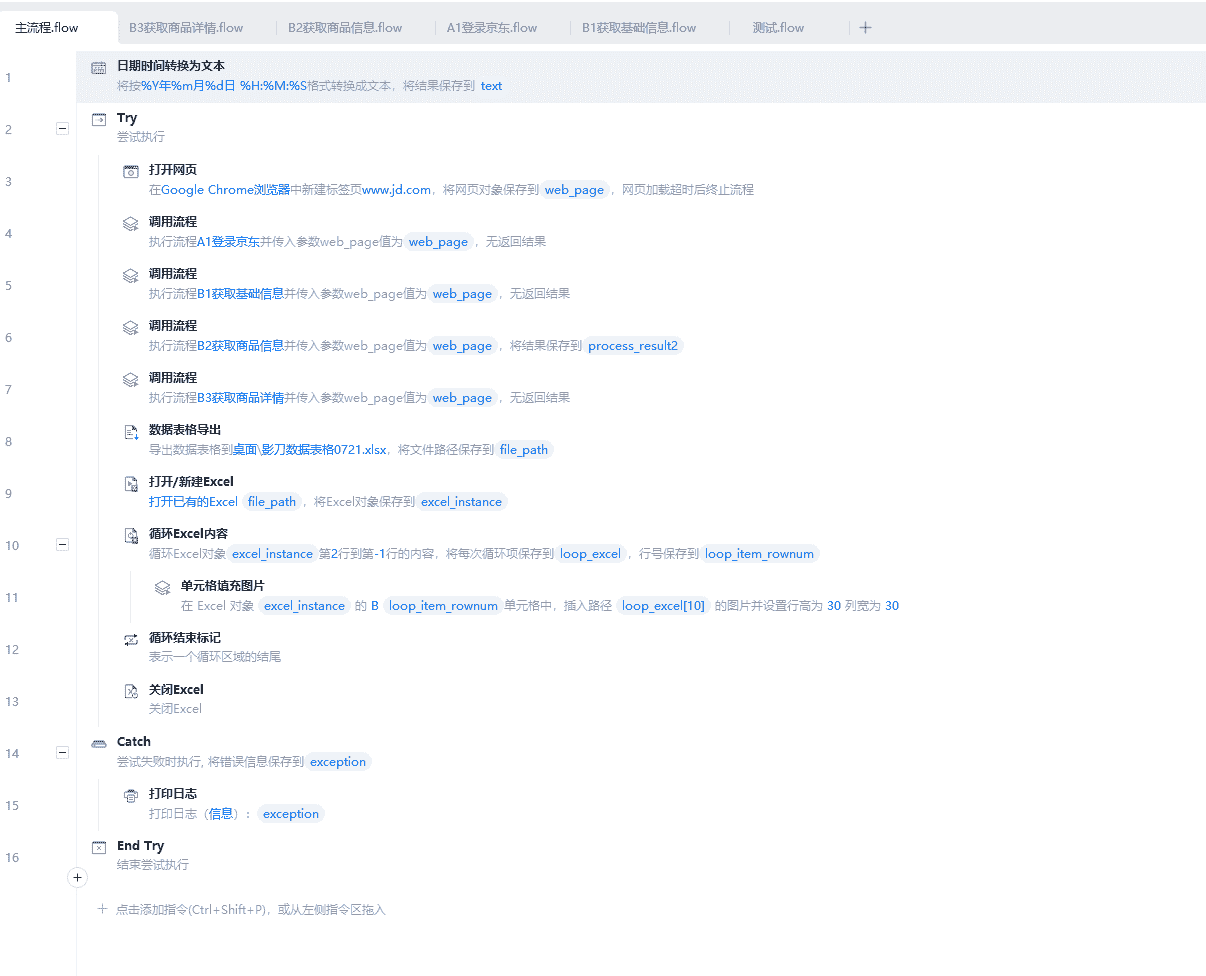 主流程.flow B3获取商品详情.flow B2获取商品信息.flow A1登录京东.flow B1获取基础信息.flow 测试.flow
1 日期时间转换为文本
将按%Y年%m月%d日 %H:%M:%S格式转换成文本，将结果保存到 text
2 Try
尝试执行
3 打开网页
在Google Chrome浏览器中新建标签页www.jd.com，将网页对象保存到 web_page ，网页加载超时后终止流程
4 调用流程
执行流程A1登录京东并传入参数web_page值为 web_page ，无返回结果
5 调用流程
执行流程B1获取基础信息并传入参数web_page值为 web_page ，无返回结果
6 调用流程
执行流程B2获取商品信息并传入参数web_page值为 web_page ，将结果保存到 process_result2
7 调用流程
执行流程B3获取商品详情并传入参数web_page值为 web_page ，无返回结果
8 数据表格导出
导出数据表格到桌面\影刀数据表格0721.xlsx，将文件路径保存到 file_path
9 打开/新建Excel
打开已有的Excel file_path ，将Excel对象保存到 excel_instance
10 循环Excel内容
循环Excel对象 excel_instance 第2行到第-1行的内容，将每次循环项保存到 loop_excel ，行号保存到 loop_item_rownum
11 单元格填充图片
在 Excel 对象 excel_instance 的 B loop_item_rownum 单元格中，插入路径 loop_excel[10] 的图片并设置行高为 30 列宽为 30
12 循环结束标记
表示一个循环区域的结尾
13 关闭Excel
关闭Excel
14 Catch
尝试失败时执行, 将错误信息保存到 exception
15 打印日志
打印日志（信息）： exception
16 End Try
结束尝试执行
点击添加指令(Ctrl+Shift+P)，或从左侧指令区拖入